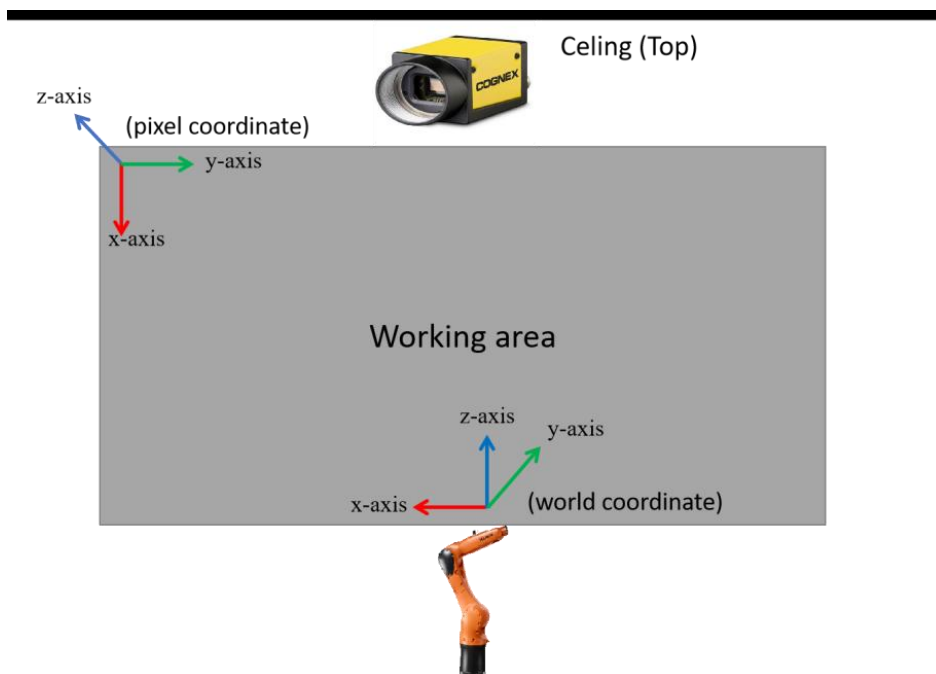 Celing (Top)
COGNEX
z-axis
(pixel coordinate)
y-axis
x-axis
Working area
z-axis
y-axis
x-axis
(world coordinate)